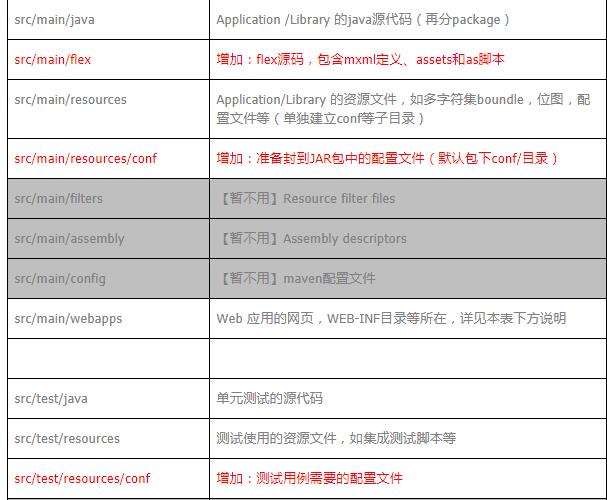 src/main/java
Application /Library 的java源代码（再分package）
src/main/flex
增加：flex源码，包含mxml定义、assets和as脚本
src/main/resources
Application/Library 的资源文件，如多字符集boundle，位图，配
置文件等（单独建立conf等子目录）
src/main/resources/conf
增加：准备封到JAR包中的配置文件（默认包下conf/目录）
src/main/filters
【暂不用】Resource filter files
src/main/assembly
【暂不用】Assembly descriptors
src/main/config
【暂不用】maven配置文件
src/main/webapps
Web 应用的网页，WEB-INF目录等所在，详见本表下方说明
src/test/java
单元测试的源代码
src/test/resources
测试使用的资源文件，如集成测试脚本等
src/test/resources/conf
增加：测试用例需要的配置文件